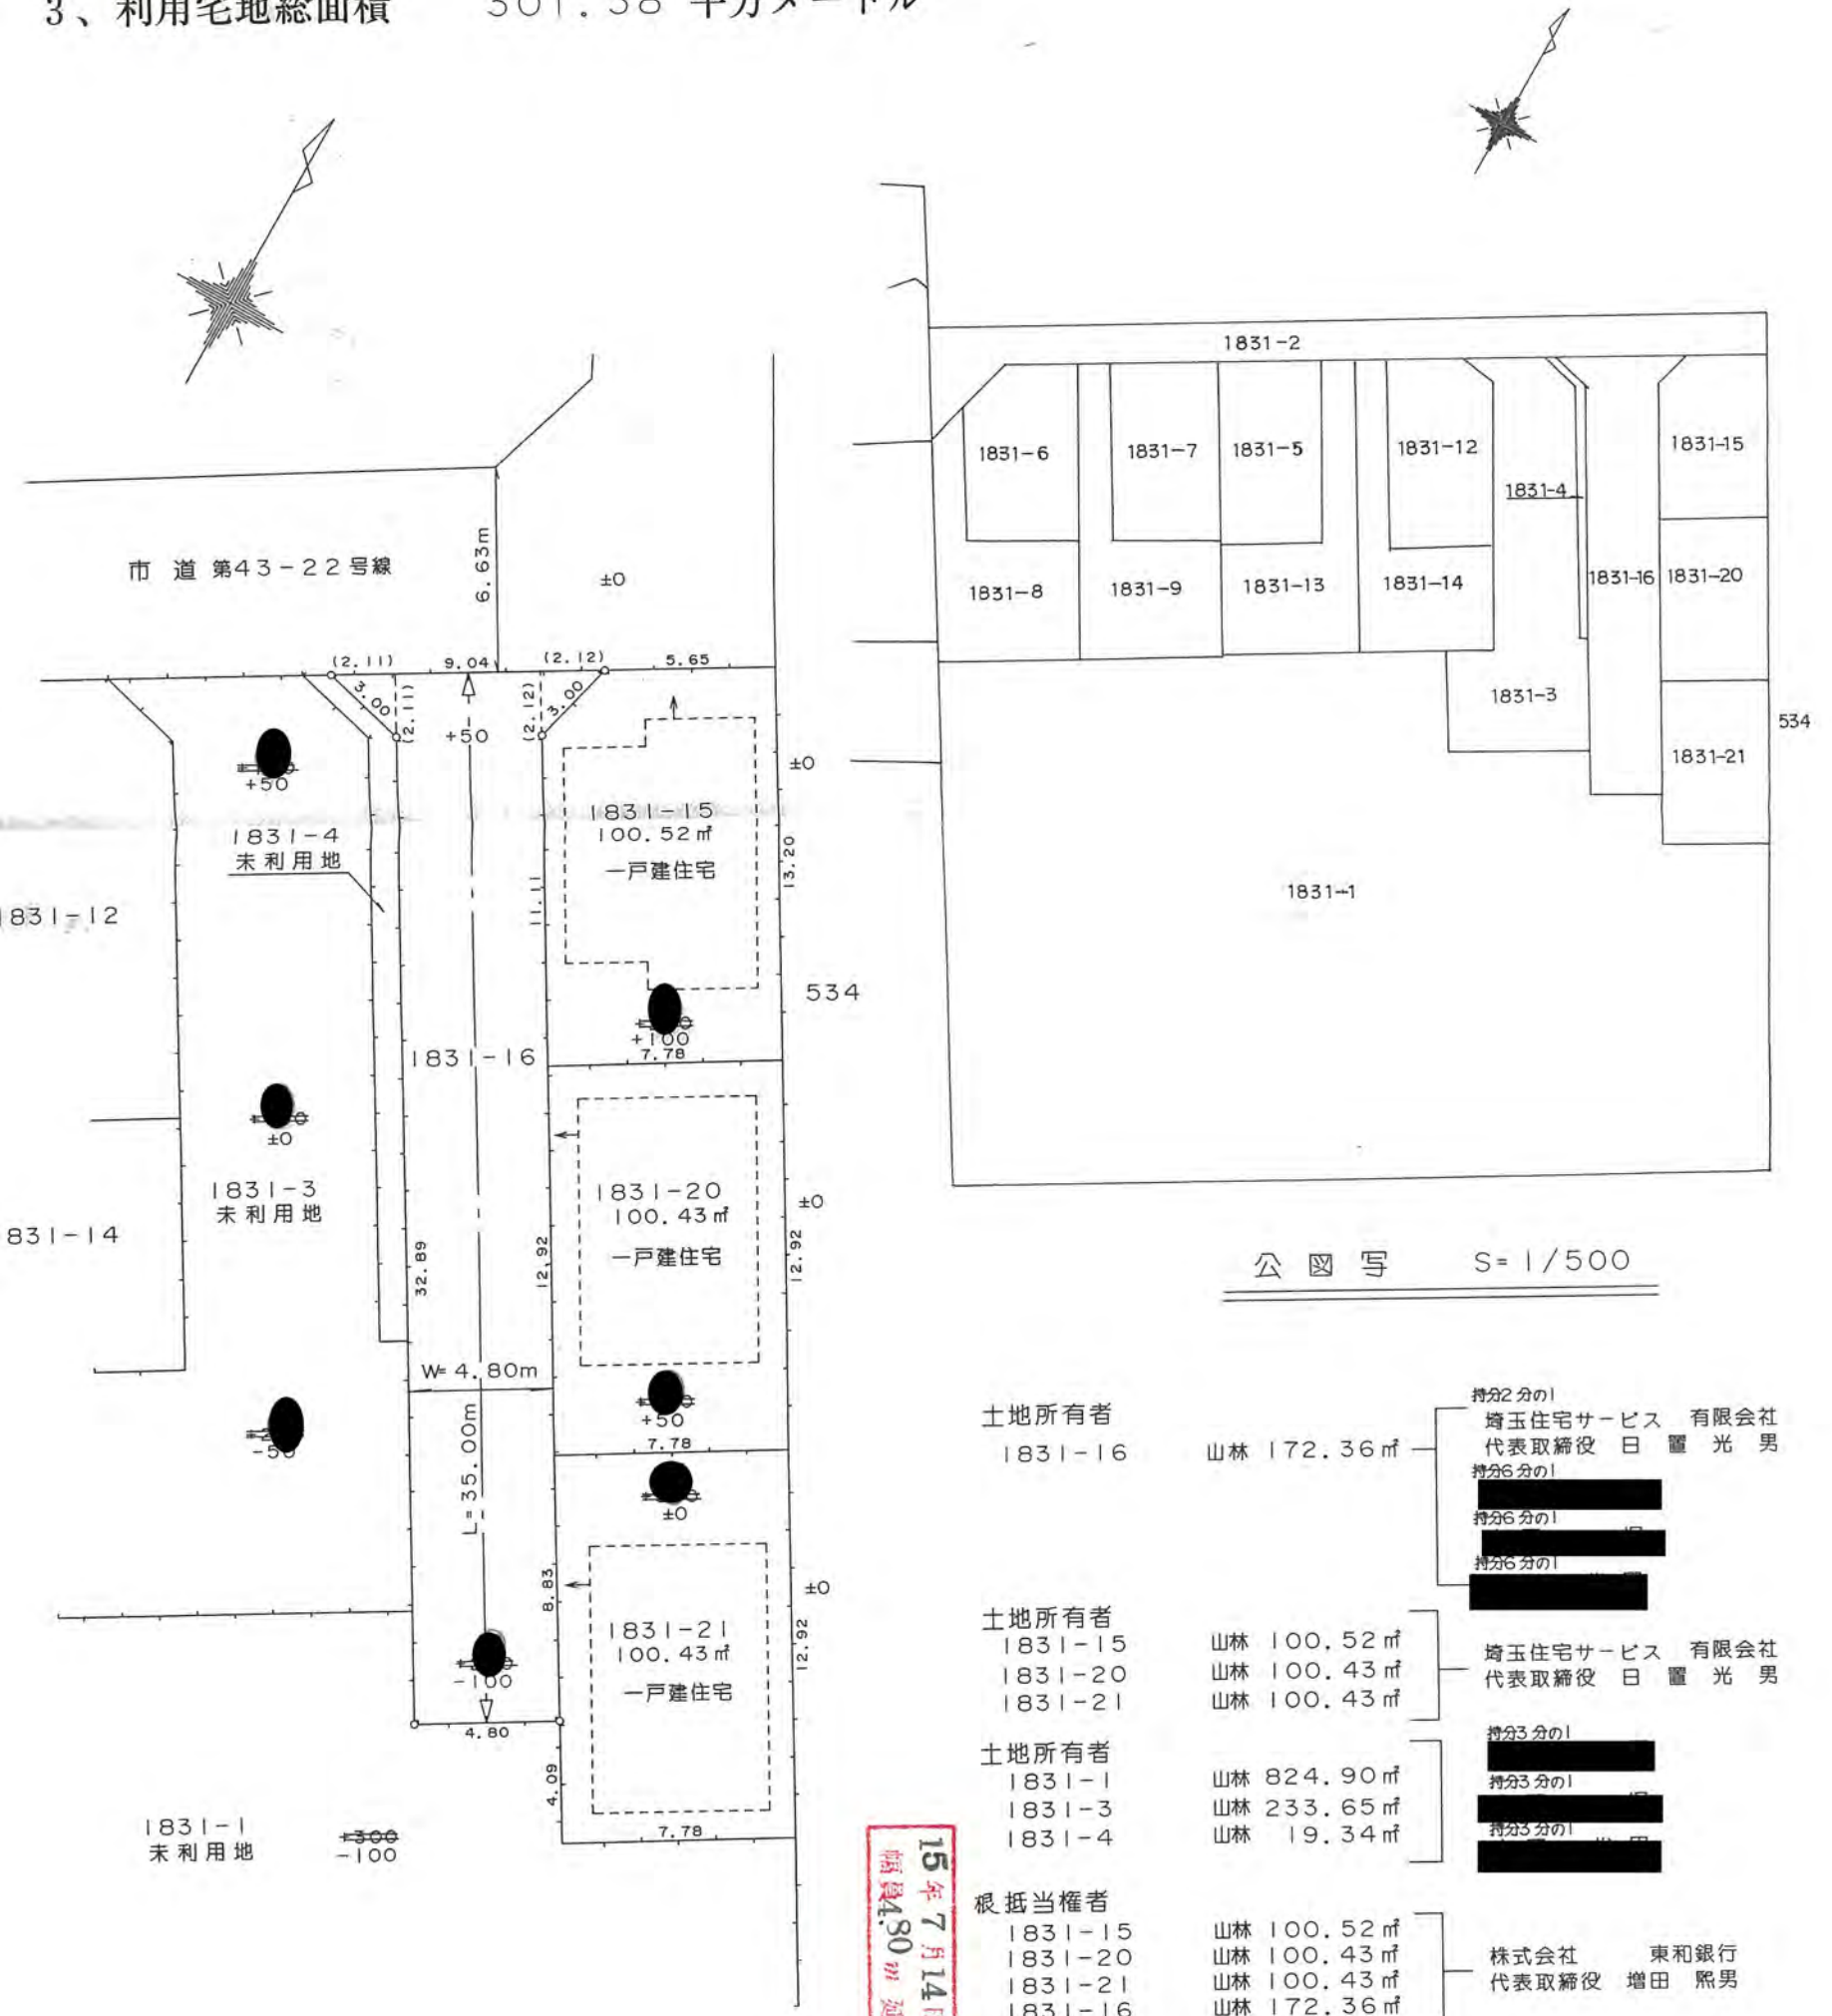 3、利用宅地総面積 301.38 平方メートル
市 道 第43-22号線
6.63m
±0
(2.11)
9.04
(2.12)
5.65
3.00
(2.11)
+50
(2.12)
3.00
+50
±0
1831-4
未利用地
1831-15
100.52㎡
一戸建住宅
13.20
11.11
1831-12
534
+100
7.78
1831-16
±0
1831-3
未利用地
1831-20
100.43㎡
一戸建住宅
±0
831-14
32.89
12.92
12.92
W=4.80m
+50
7.78
-50
L=35.00m
±0
8.83
±0
1831-21
100.43㎡
一戸建住宅
12.92
-100
4.80
4.09
7.78
1831-1
未利用地
+300
-100
1831-2
1831-6
1831-7
1831-5
1831-12
1831-4
1831-15
1831-8
1831-9
1831-13
1831-14
1831-16
1831-20
1831-3
1831-21
534
1831-1
公図写 S=1/500
土地所有者
1831-16 山林 172.36㎡
持分2分の1
埼玉住宅サービス 有限会社
代表取締役 日置光男
持分6分の1
持分6分の1
持分6分の1
土地所有者
1831-15 山林 100.52㎡
1831-20 山林 100.43㎡
1831-21 山林 100.43㎡
埼玉住宅サービス 有限会社
代表取締役 日置光男
土地所有者
1831-1 山林 824.90㎡
1831-3 山林 233.65㎡
1831-4 山林 19.34㎡
持分3分の1
持分3分の1
持分3分の1
根抵当権者
1831-15 山林 100.52㎡
1831-20 山林 100.43㎡
1831-21 山林 100.43㎡
1831-16 山林 172.36㎡
株式会社 東和銀行
代表取締役 増田 熈男
15年7月14日
幅員4.80m 延